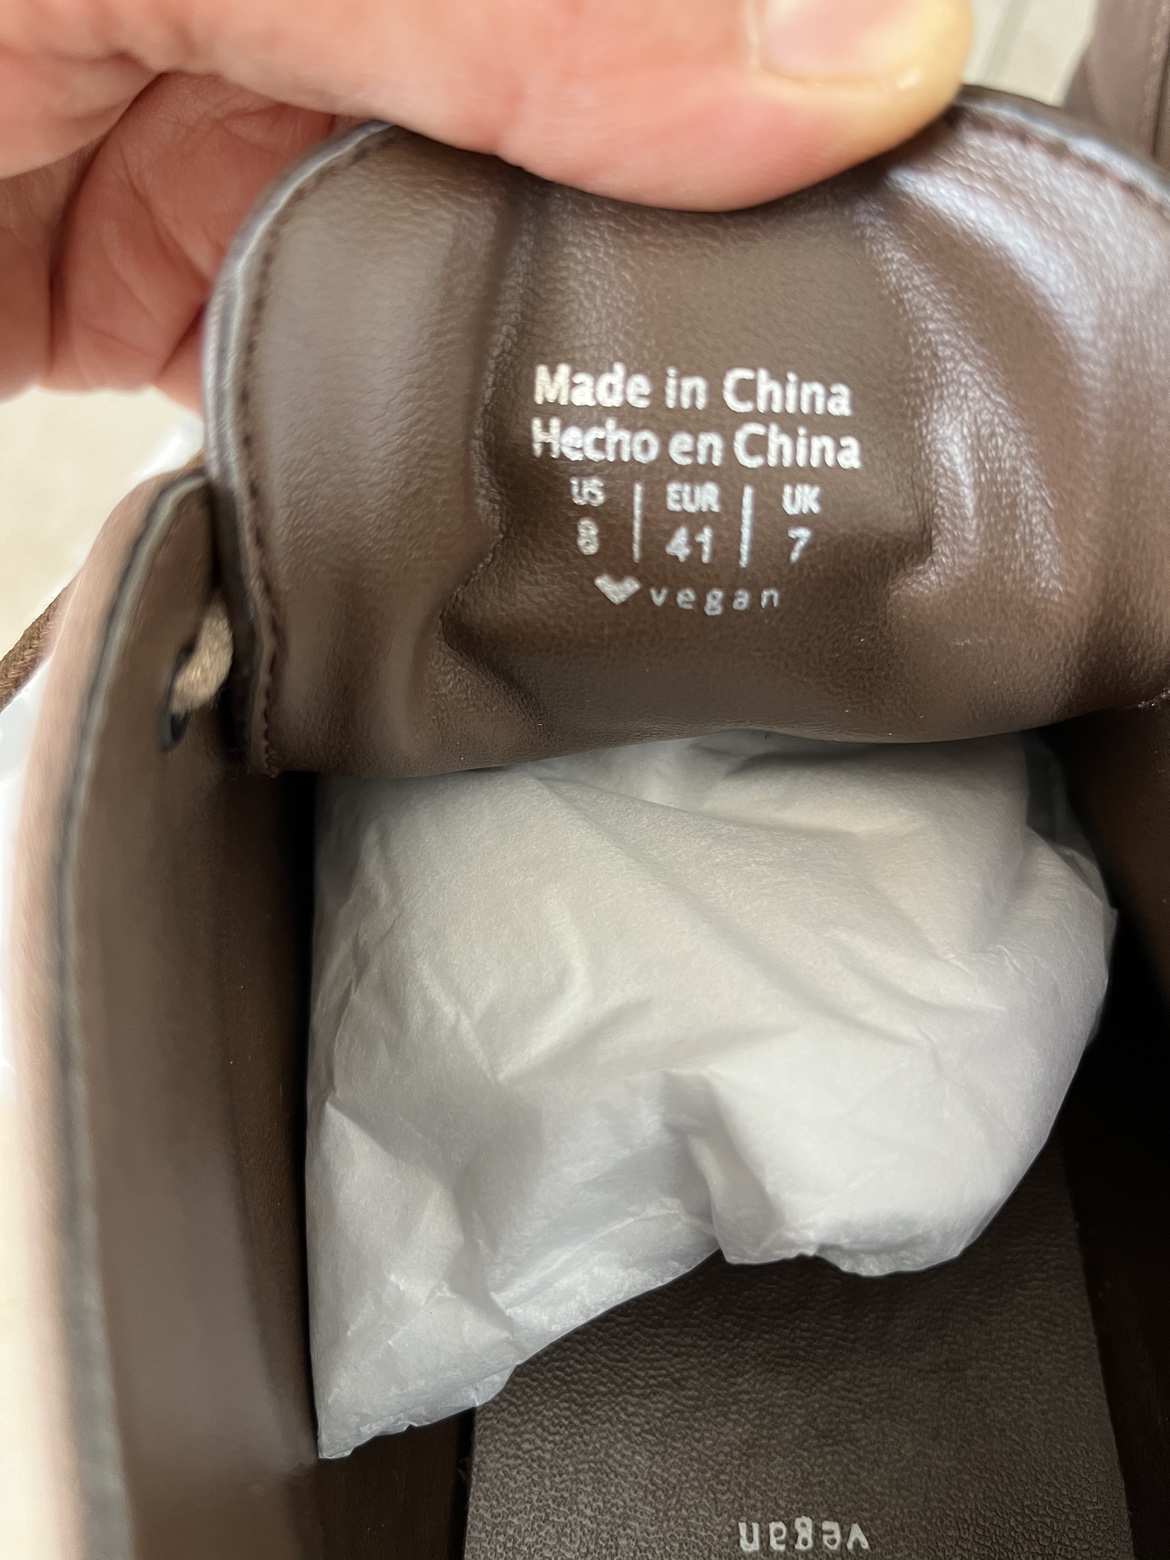 Made in China
Hecho en China
US | EUR | UK
8 | 41 | 7
vegan
vegan